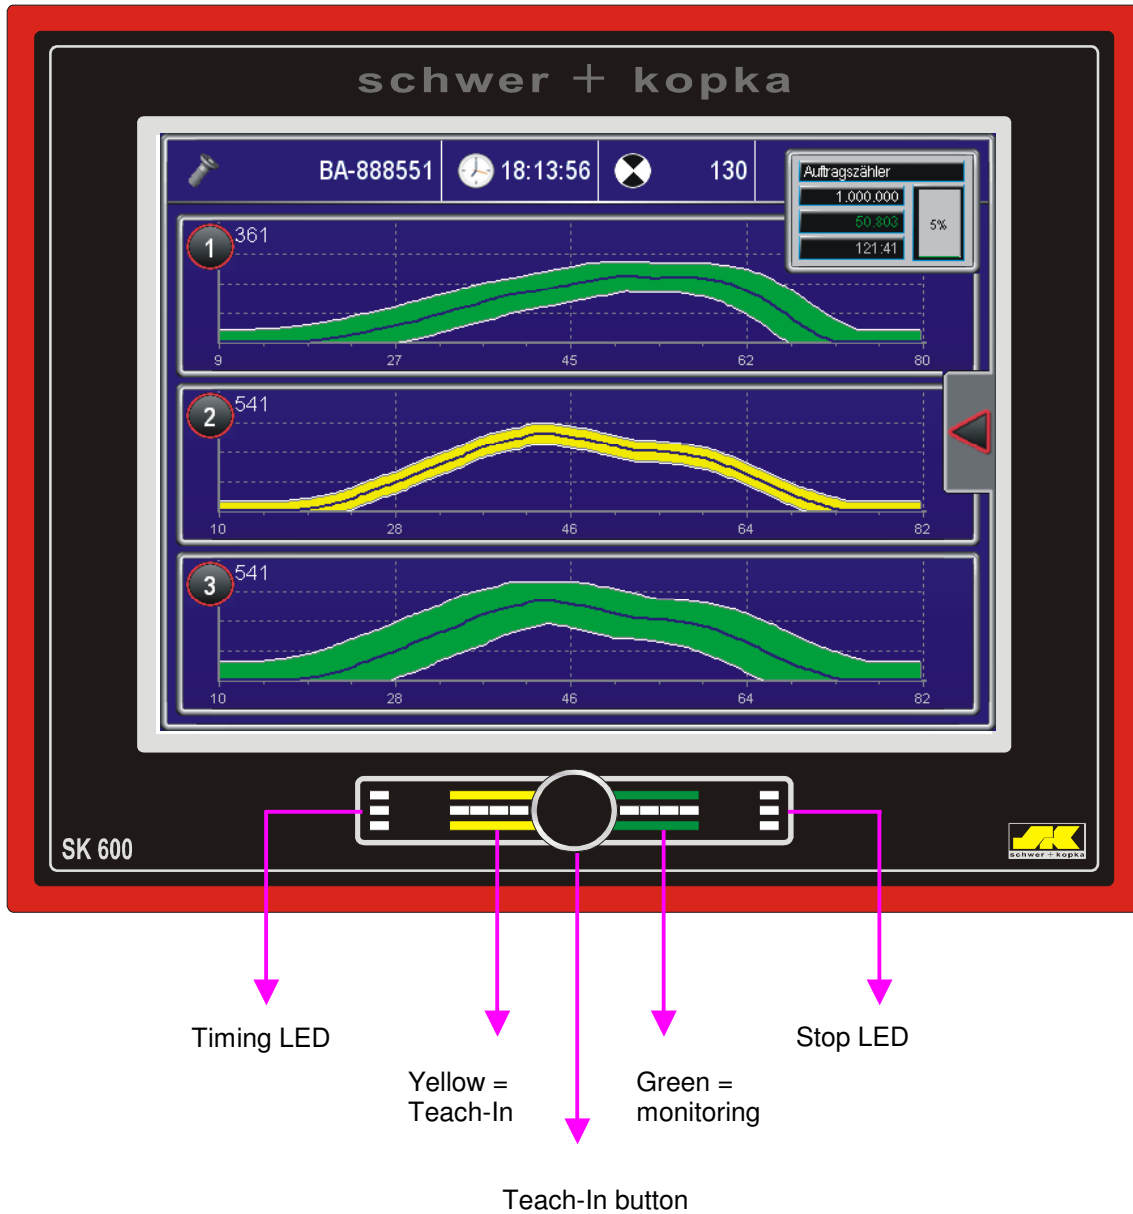 schwer + kopka
BA-888551 18:13:56 130
Auftragszähler
1.000.000
50.803
5%
121:41
1 361
9 27 45 62 80
2 541
10 28 46 64 82
3 541
10 28 46 64 82
SK 600
SK
schwer + kopka
Timing LED
Stop LED
Yellow =
Teach-In
Green =
monitoring
Teach-In button